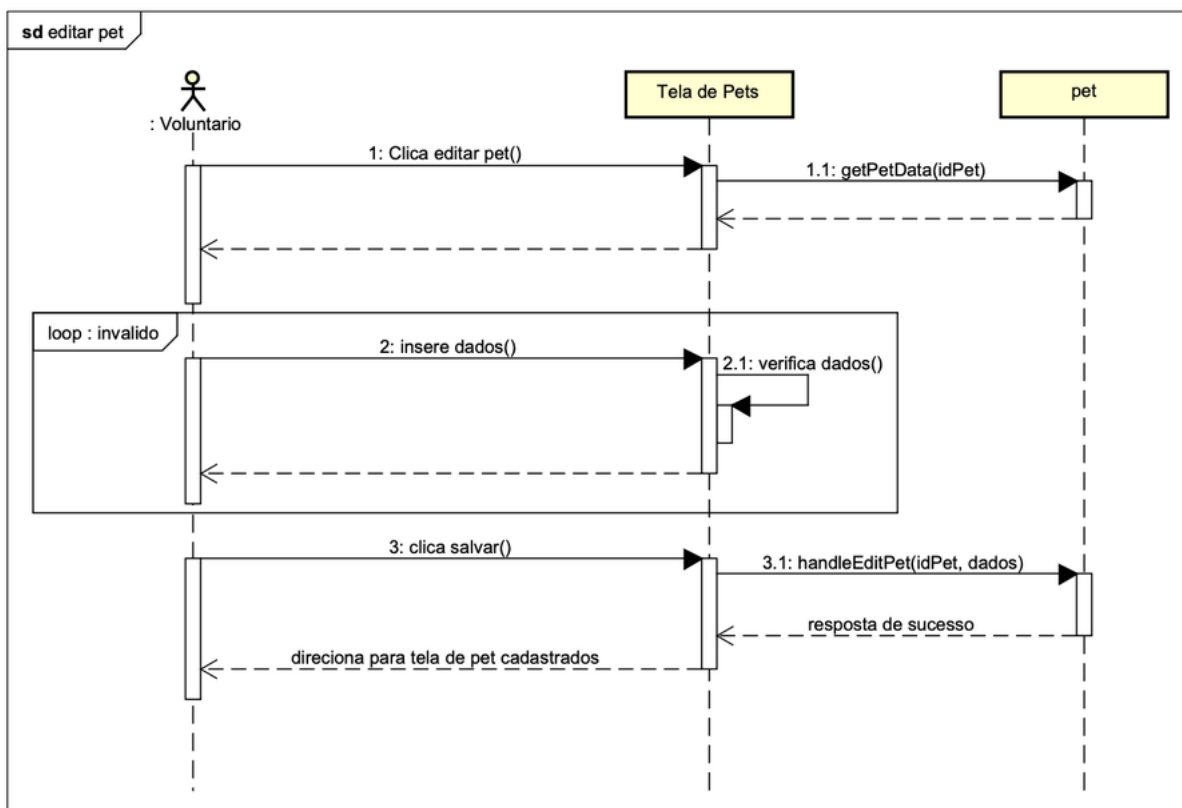 sd editar pet
: Voluntario
Tela de Pets
pet
1: Clica editar pet()
1.1: getPetData(idPet)
loop : invalido
2: insere dados()
2.1: verifica dados()
3: clica salvar()
3.1: handleEditPet(idPet, dados)
resposta de sucesso
direciona para tela de pet cadastrados